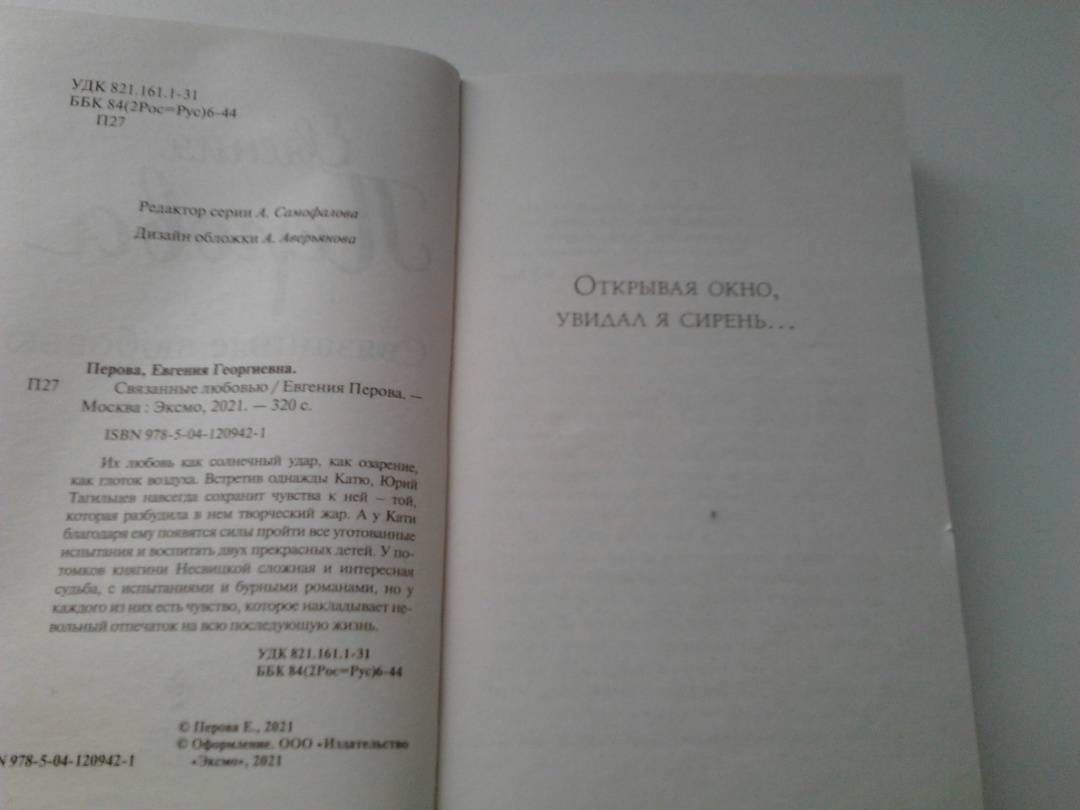 УДК 821.161.1-31
ББК 84(2Рос=Рус)6-44
П27
Редактор серии А. Самофалова
Дизайн обложки А. Аверьянова
Перова, Евгения Георгиевна.
П27 Связанные любовью / Евгения Перова. —
Москва : Эксмо, 2021. — 320 с.
ISBN 978-5-04-120942-1
Их любовь как солнечный удар, как озарение,
как глоток воздуха. Встретив однажды Катю, Юрий
Тагильцев навсегда сохранит чувства к ней – той,
которая разбудила в нем творческий жар. А у Кати
благодаря ему появятся силы пройти все уготованные
испытания и воспитать двух прекрасных детей. У по-
томков княгини Несвицкой сложная и интересная
судьба, с испытаниями и бурными романами, но у
каждого из них есть чувство, которое накладывает не-
вольный отпечаток на всю последующую жизнь.
УДК 821.161.1-31
ББК 84(2Рос=Рус)6-44
© Перова Е., 2021
© Оформление. ООО «Издательство
«Эксмо», 2021
N 978-5-04-120942-1
Открывая окно,
увидал я сирень...